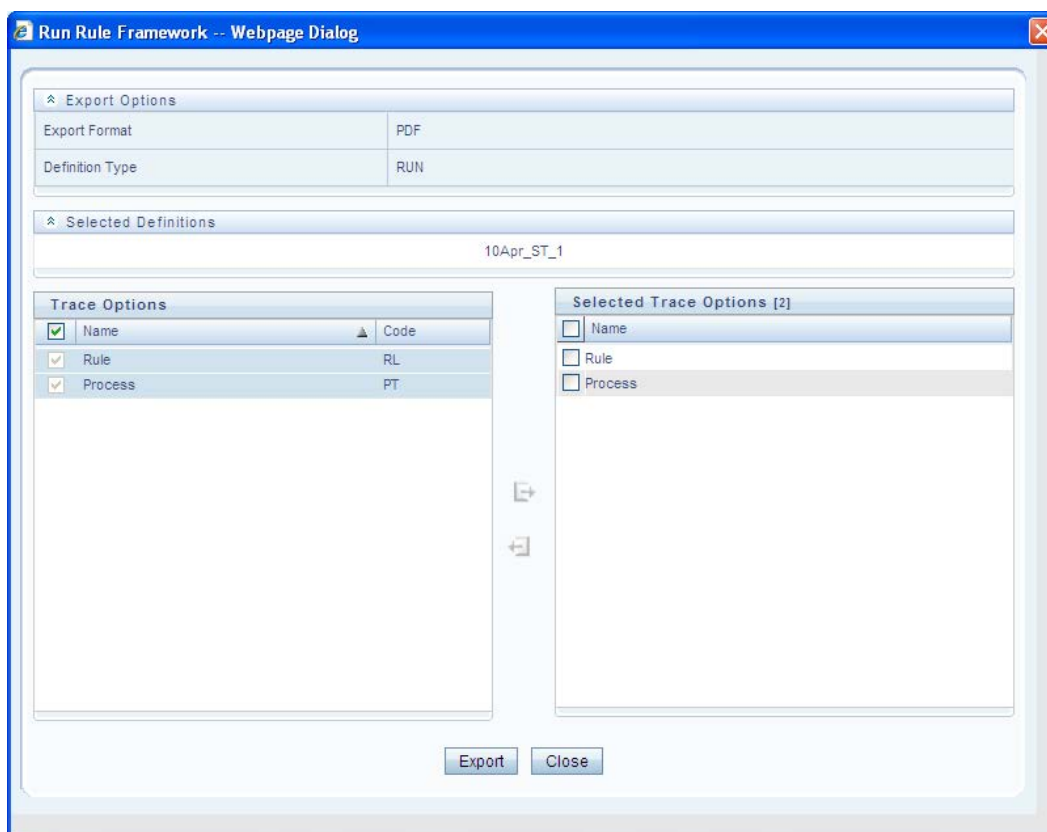 Run Rule Framework -- Webpage Dialog
Export Options
Export Format PDF
Definition Type RUN
Selected Definitions
10Apr_ST_1
Trace Options
Name Code
Rule RL
Process PT
Selected Trace Options [2]
Name
Rule
Process
Export Close